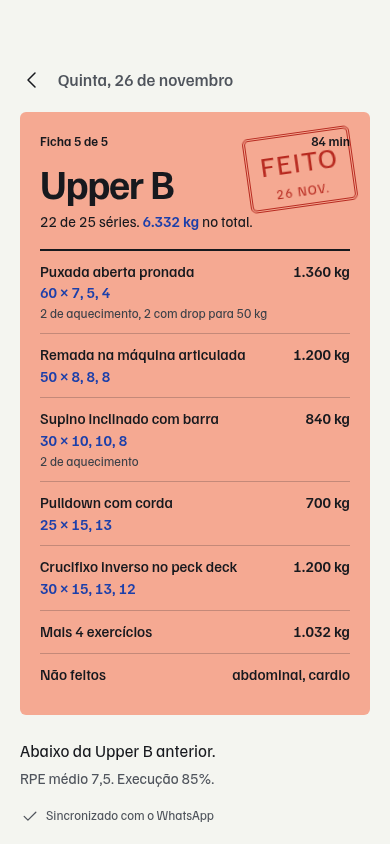 Quinta, 26 de novembro
Ficha 5 de 5
84 min
FEITO
26 NOV.
Upper B
22 de 25 séries. 6.332 kg no total.
Puxada aberta pronada 1.360 kg
60 × 7, 5, 4
2 de aquecimento, 2 com drop para 50 kg
Remada na máquina articulada 1.200 kg
50 × 8, 8, 8
Supino inclinado com barra 840 kg
30 × 10, 10, 8
2 de aquecimento
Pulldown com corda 700 kg
25 × 15, 13
Crucifixo inverso no peck deck 1.200 kg
30 × 15, 13, 12
Mais 4 exercícios 1.032 kg
Não feitos abdominal, cardio
Abaixo da Upper B anterior.
RPE médio 7,5. Execução 85%.
Sincronizado com o WhatsApp